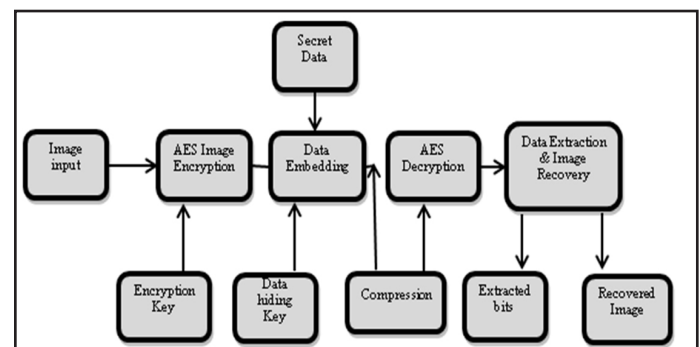 Secret
Data
Image
input
AES Image
Encryption
Data
Embedding
AES
Decryption
Data Extraction
& Image
Recovery
Encryption
Key
Data
hiding
Key
Compression
Extracted
bits
Recovered
Image